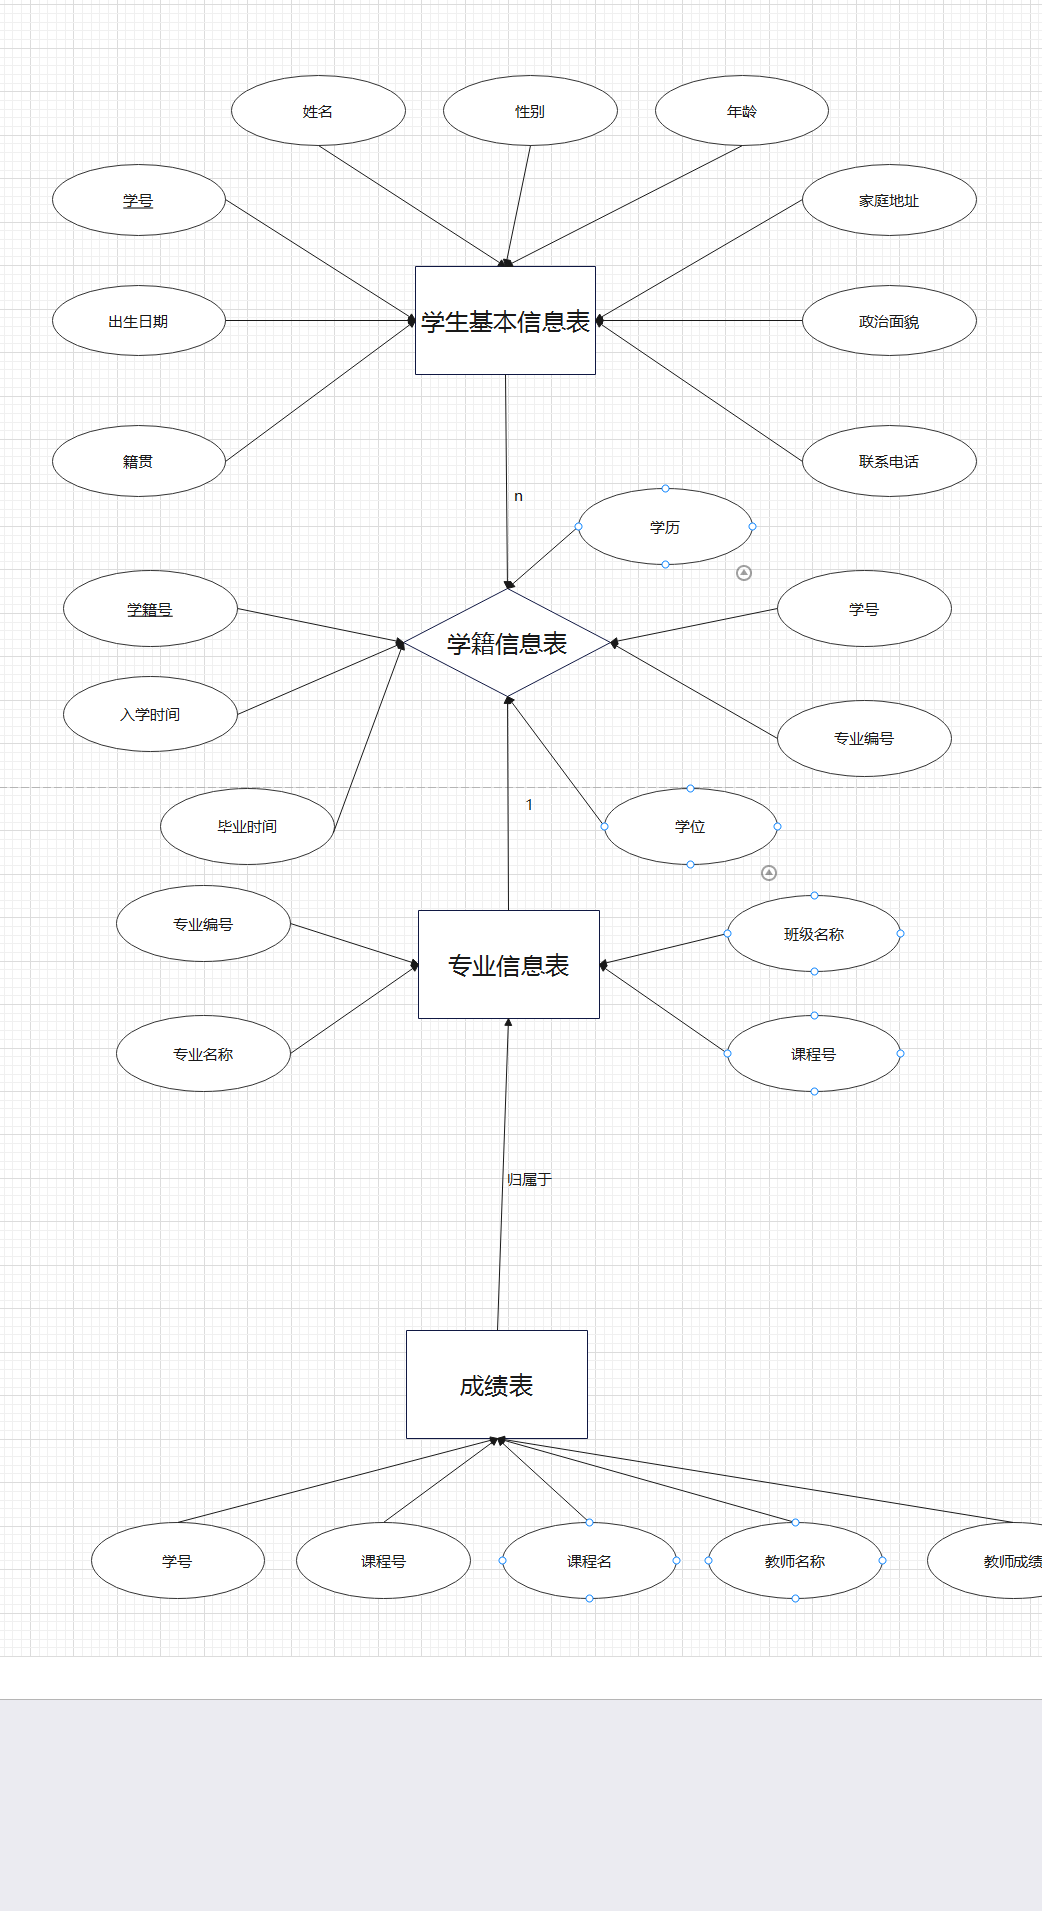 姓名
性别
年龄
学号
家庭地址
出生日期
学生基本信息表
政治面貌
籍贯
联系电话
n
学历
学籍号
学籍信息表
学号
入学时间
专业编号
1
毕业时间
学位
专业编号
专业信息表
班级名称
专业名称
课程号
归属于
成绩表
学号
课程号
课程名
教师名称
教师成绩